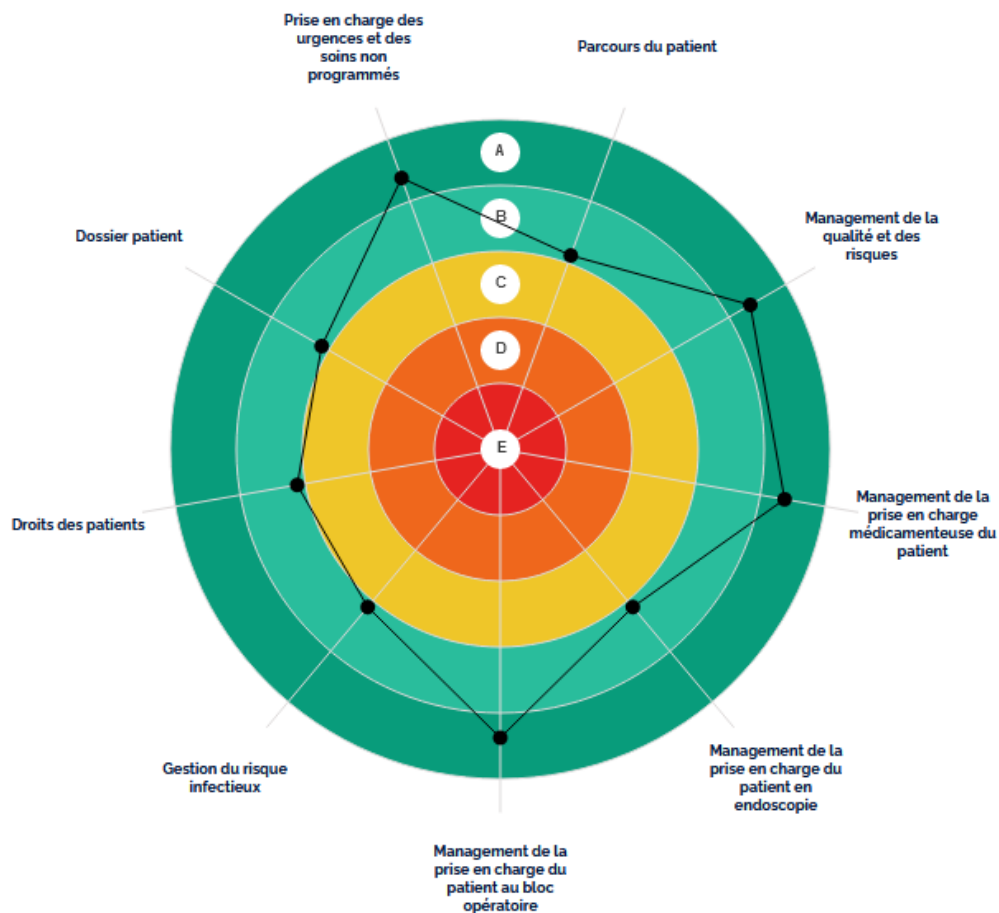 Prise en charge des
urgences et des
soins non
programmés
Parcours du patient
A
Management de la
qualité et des
risques
B
Dossier patient
C
D
E
Management de la
prise en charge
médicamenteuse du
patient
Droits des patients
Management de la
prise en charge du
patient en
endoscopie
Gestion du risque
infectieux
Management de la
prise en charge du
patient au bloc
opératoire